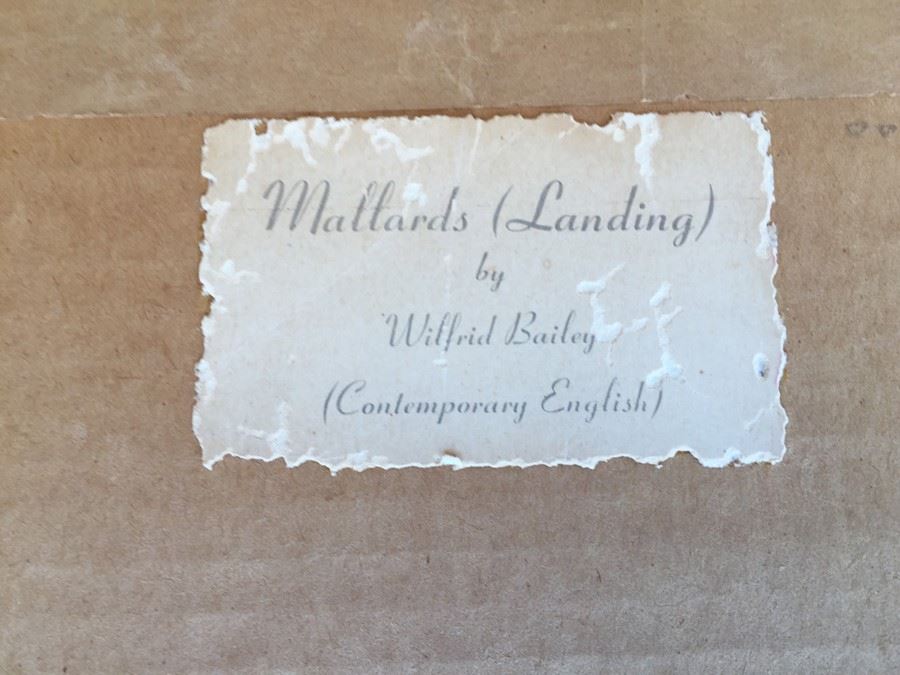 Mallards (Landing)
by
Wilfrid Bailey
(Contemporary English)